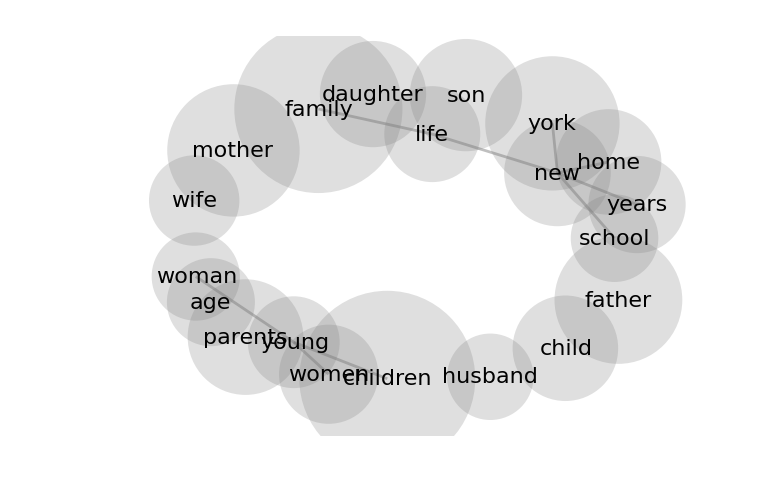 daughter
son
family
york
life
mother
home
new
wife
years
school
woman
age
father
parents
young
child
women
children
husband